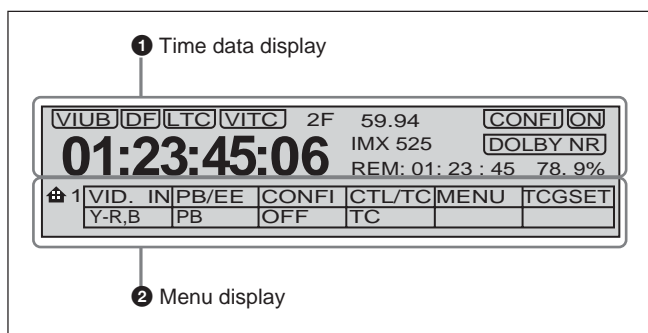 ❶ Time data display
VIUB DF LTC VITC 2F 59.94 CONFI ON
01:23:45:06 IMX 525 DOLBY NR
REM: 01: 23 : 45 78. 9%
1 VID. IN PB/EE CONFI CTL/TC MENU TCGSET
Y-R,B PB OFF TC
❷ Menu display